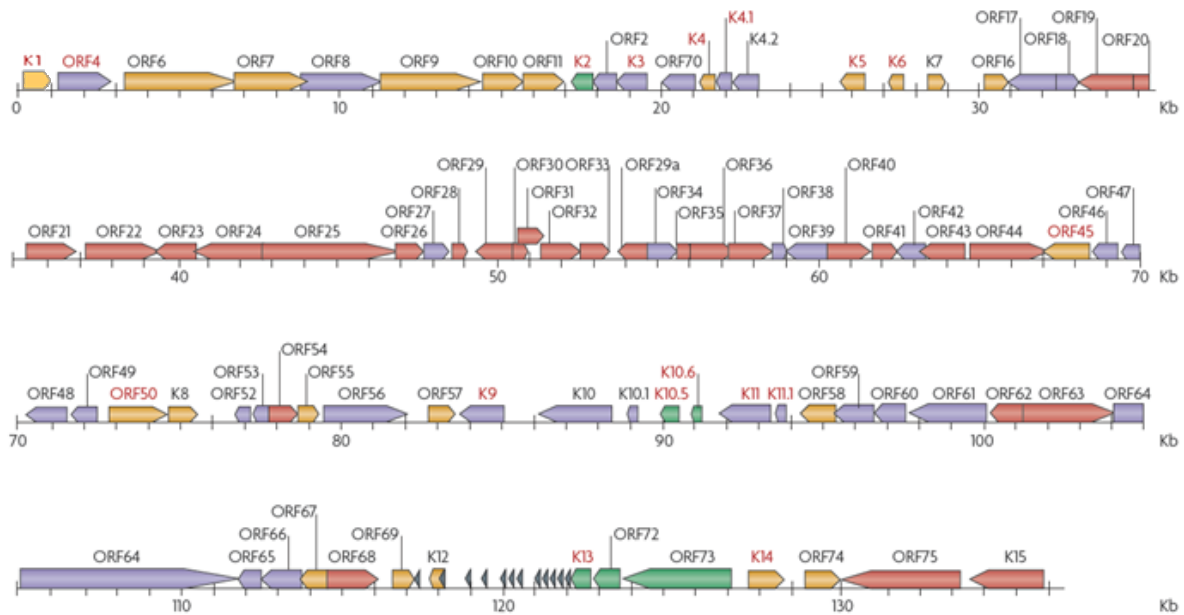 K1 ORF4 ORF6 ORF7 ORF8 ORF9 ORF10 ORF11 K2 ORF2 K3 ORF70 K4 K4.1 K4.2 K5 K6 K7 ORF16 ORF17 ORF18 ORF19 ORF20
0 10 20 30 Kb
ORF21 ORF22 ORF23 ORF24 ORF25 ORF26 ORF27 ORF28 ORF29 ORF30 ORF31 ORF32 ORF33 ORF29a ORF34 ORF35 ORF36 ORF37 ORF38 ORF39 ORF40 ORF41 ORF42 ORF43 ORF44 ORF45 ORF46 ORF47
40 50 60 70 Kb
ORF48 ORF49 ORF50 K8 ORF52 ORF53 ORF54 ORF55 ORF56 ORF57 K9 K10 K10.1 K10.5 K10.6 K11 K11.1 ORF58 ORF59 ORF60 ORF61 ORF62 ORF63 ORF64
70 80 90 100 Kb
ORF64 ORF65 ORF66 ORF67 ORF68 ORF69 K12 K13 ORF72 ORF73 K14 ORF74 ORF75 K15
110 120 130 Kb